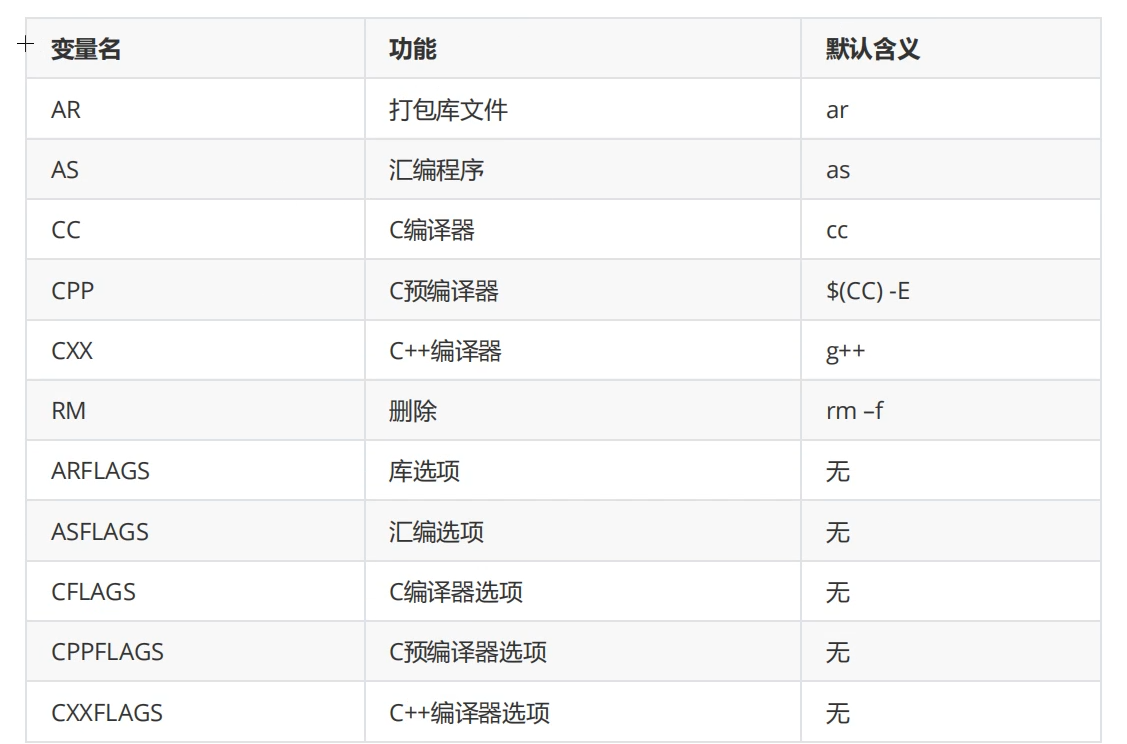 变量名 功能 默认含义
AR 打包库文件 ar
AS 汇编程序 as
CC C编译器 cc
CPP C预编译器 $(CC) -E
CXX C++编译器 g++
RM 删除 rm –f
ARFLAGS 库选项 无
ASFLAGS 汇编选项 无
CFLAGS C编译器选项 无
CPPFLAGS C预编译器选项 无
CXXFLAGS C++编译器选项 无